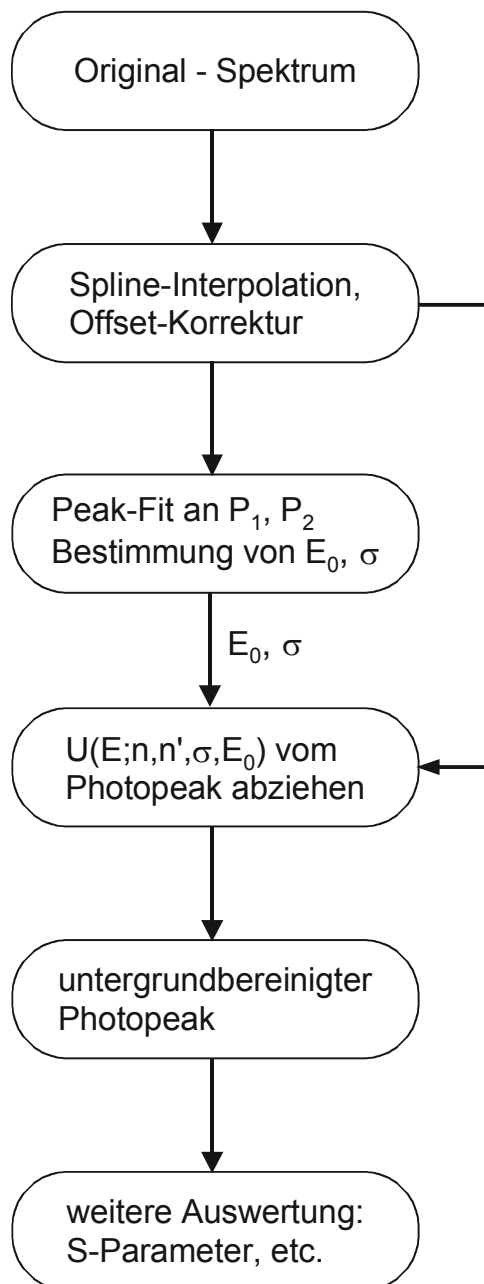 Original - Spektrum
Spline-Interpolation,
Offset-Korrektur
Peak-Fit an P₁, P₂
Bestimmung von E₀, σ
E₀, σ
U(E;n,n',σ,E₀) vom
Photopeak abziehen
untergrundbereinigter
Photopeak
weitere Auswertung:
S-Parameter, etc.